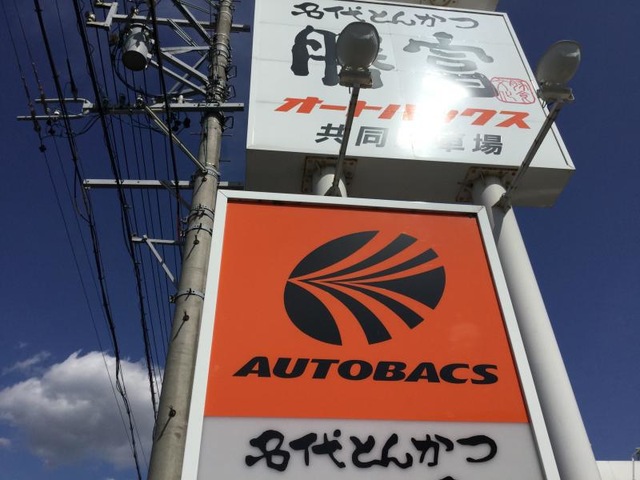 名代とんかつ
勝宮
オートバックス
共同駐車場
AUTOBACS
名代とんかつ